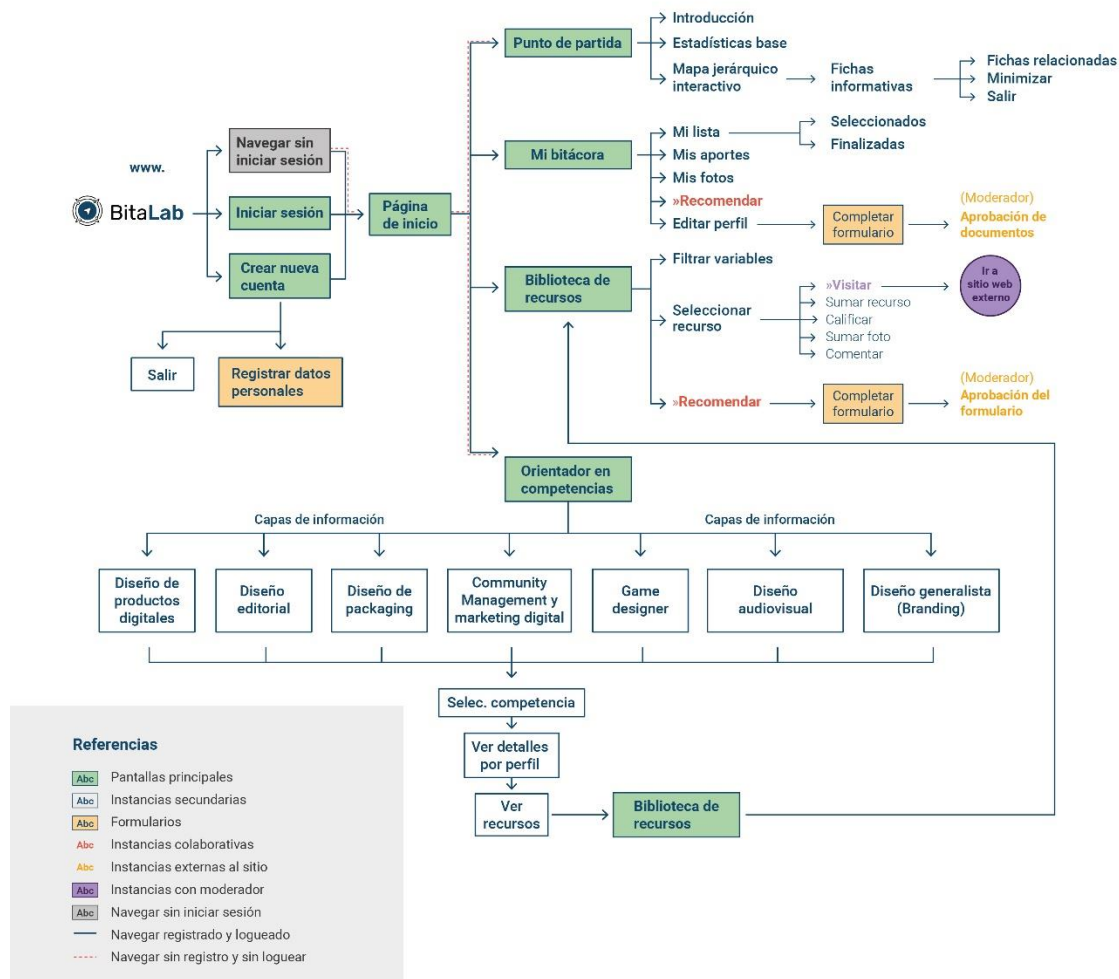 www.
BitaLab
Navegar sin
iniciar sesión
Iniciar sesión
Crear nueva
cuenta
Salir
Registrar datos
personales
Página
de inicio
Punto de partida
Introducción
Estadísticas base
Mapa jerárquico
interactivo
Fichas
informativas
Fichas relacionadas
Minimizar
Salir
Mi bitácora
Mi lista
Mis aportes
Mis fotos
»Recomendar
Editar perfil
Seleccionados
Finalizadas
Completar
formulario
(Moderador)
Aprobación de
documentos
Biblioteca de
recursos
Filtrar variables
Seleccionar
recurso
»Visitar
Sumar recurso
Calificar
Sumar foto
Comentar
Ir a
sitio web
externo
»Recomendar
Completar
formulario
(Moderador)
Aprobación del
formulario
Orientador en
competencias
Capas de información
Capas de información
Diseño de
productos
digitales
Diseño
editorial
Diseño de
packaging
Community
Management y
marketing digital
Game
designer
Diseño
audiovisual
Diseño generalista
(Branding)
Selec. competencia
Ver detalles
por perfil
Ver
recursos
Biblioteca de
recursos
Referencias
Abc Pantallas principales
Abc Instancias secundarias
Abc Formularios
Abc Instancias colaborativas
Abc Instancias externas al sitio
Abc Instancias con moderador
Abc Navegar sin iniciar sesión
Navegar registrado y logueado
Navegar sin registro y sin loguear